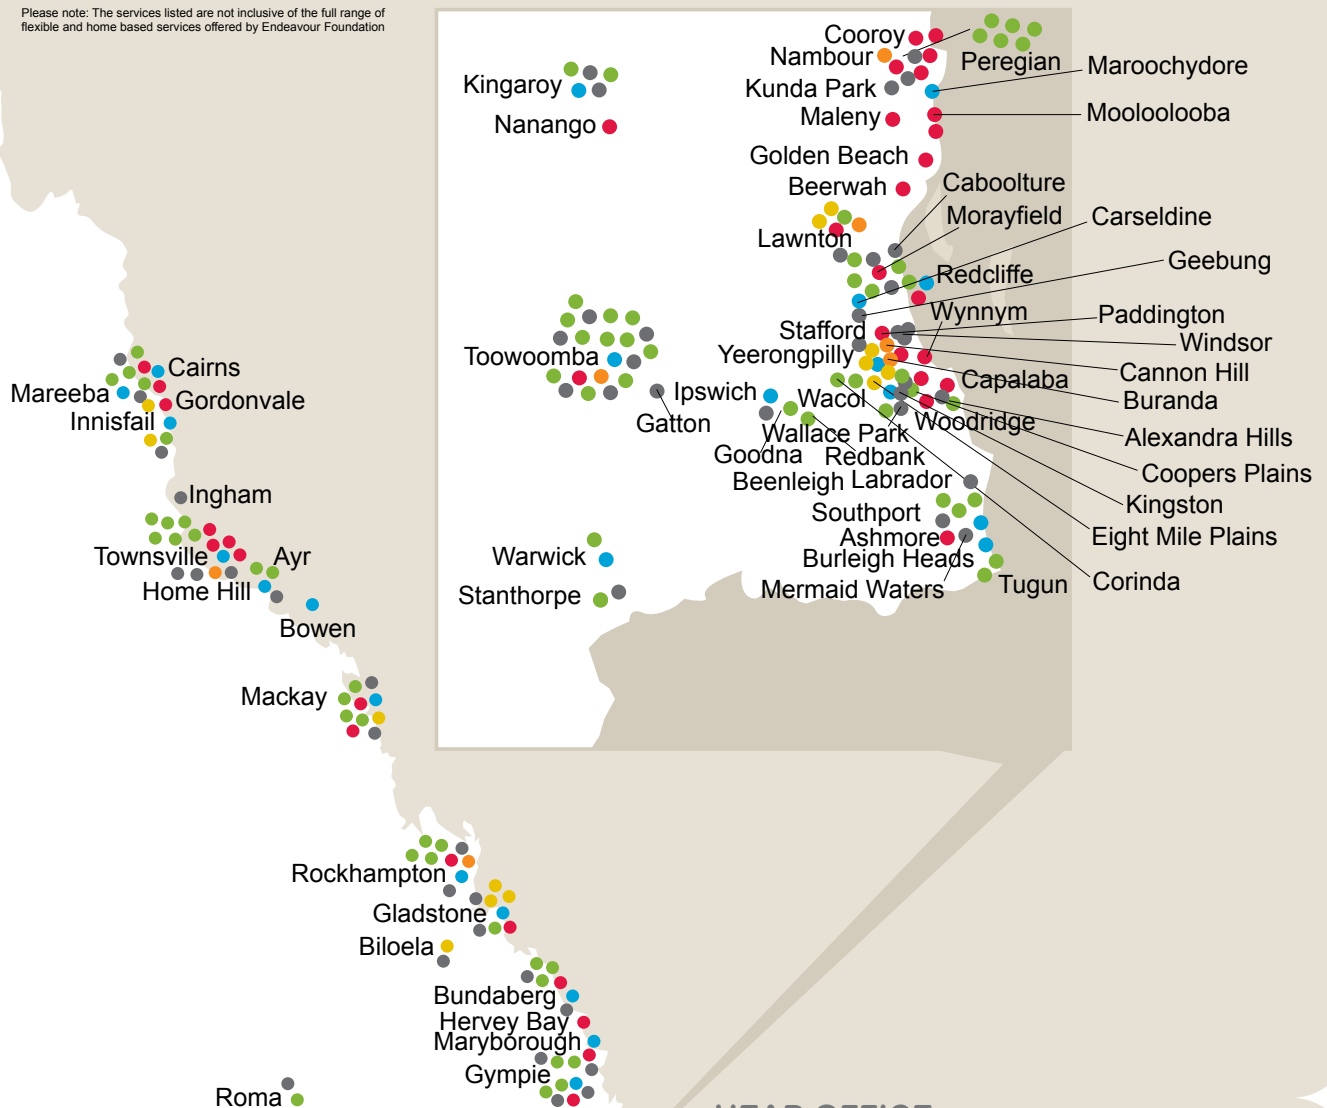 Please note: The services listed are not inclusive of the full range of
flexible and home based services offered by Endeavour Foundation
Cooroy
Nambour
Peregian
Maroochydore
Kingaroy
Kunda Park
Nanango
Maleny
Mooloolooba
Golden Beach
Beerwah
Caboolture
Morayfield
Carseldine
Lawnton
Geebung
Redcliffe
Wynnym
Paddington
Stafford
Windsor
Toowoomba
Yeerongpilly
Cannon Hill
Capalaba
Buranda
Ipswich
Wacol
Gatton
Woodridge
Wallace Park
Alexandra Hills
Goodna
Redbank
Coopers Plains
Beenleigh
Labrador
Kingston
Southport
Ashmore
Eight Mile Plains
Warwick
Burleigh Heads
Mermaid Waters
Tugun
Corinda
Stanthorpe
Cairns
Mareeba
Gordonvale
Innisfail
Ingham
Townsville
Ayr
Home Hill
Bowen
Mackay
Rockhampton
Gladstone
Biloela
Bundaberg
Hervey Bay
Maryborough
Gympie
Roma
HEAD OFFICE